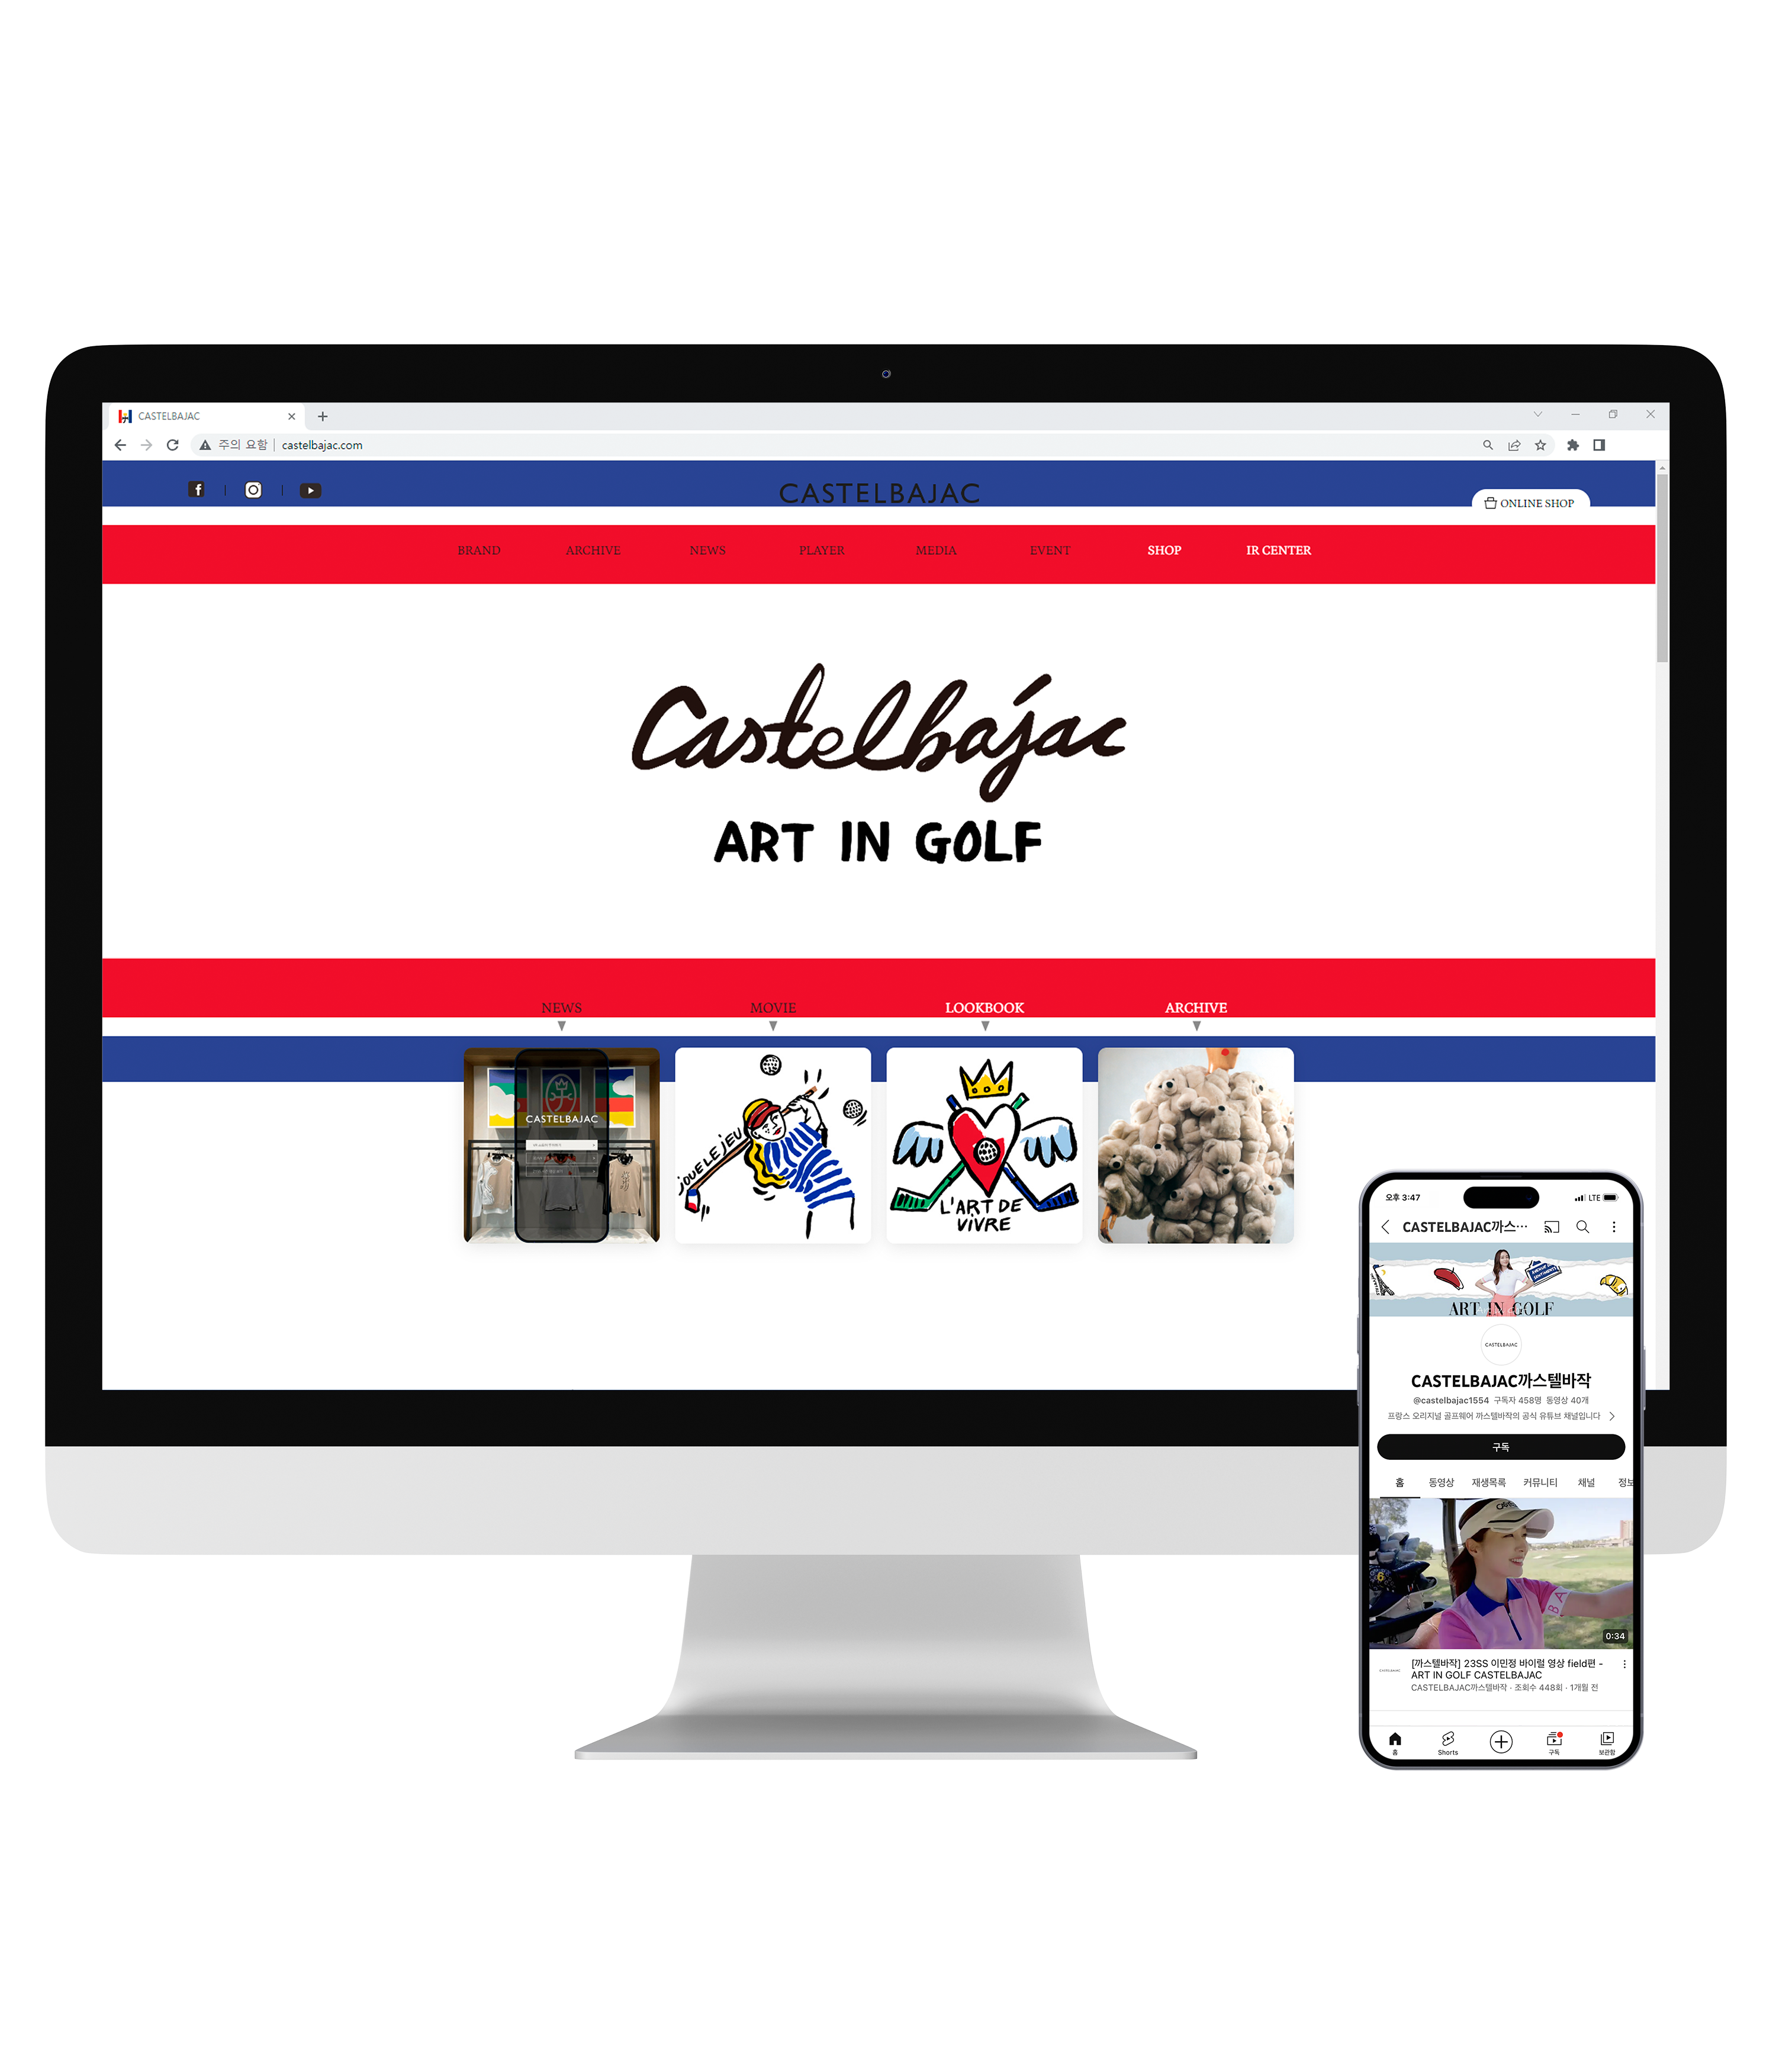 CASTELBAJAC
주의 요함 castelbajac.com
CASTELBAJAC
ONLINE SHOP
BRAND ARCHIVE NEWS PLAYER MEDIA EVENT SHOP IR CENTER
Castelbajac
ART IN GOLF
NEWS MOVIE LOOKBOOK ARCHIVE
CASTELBAJAC
JOUE LE JEU
L'ART DE
VIVRE
오후 3:47 LTE
CASTELBAJAC까스···
ART IN GOLF
CASTELBAJAC
CASTELBAJAC까스텔바작
@castelbajac1554 구독자 458명 동영상 40개
프랑스 오리지널 골프웨어 까스텔바작의 공식 유튜브 채널입니다
구독
홈 동영상 재생목록 커뮤니티 채널 정보
6
BA
0:34
[까스텔바작] 23SS 이민정 바이럴 영상 field편 -
ART IN GOLF CASTELBAJAC
CASTELBAJAC까스텔바작 · 조회수 448회 · 1개월 전
홈 Shorts 구독 보관함